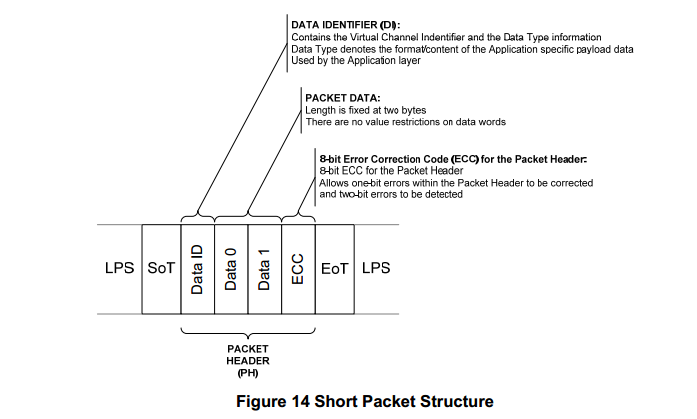 DATA IDENTIFIER (DI):
Contains the Virtual Channel Indentifier and the Data Type information
Data Type denotes the format/content of the Application specific payload data
Used by the Application layer
PACKET DATA:
Length is fixed at two bytes
There are no value restrictions on data words
8-bit Error Correction Code (ECC) for the Packet Header:
8-bit ECC for the Packet Header
Allows one-bit errors within the Packet Header to be corrected
and two-bit errors to be detected
LPS
SoT
Data ID
Data 0
Data 1
ECC
EoT
LPS
PACKET
HEADER
(PH)
Figure 14 Short Packet Structure